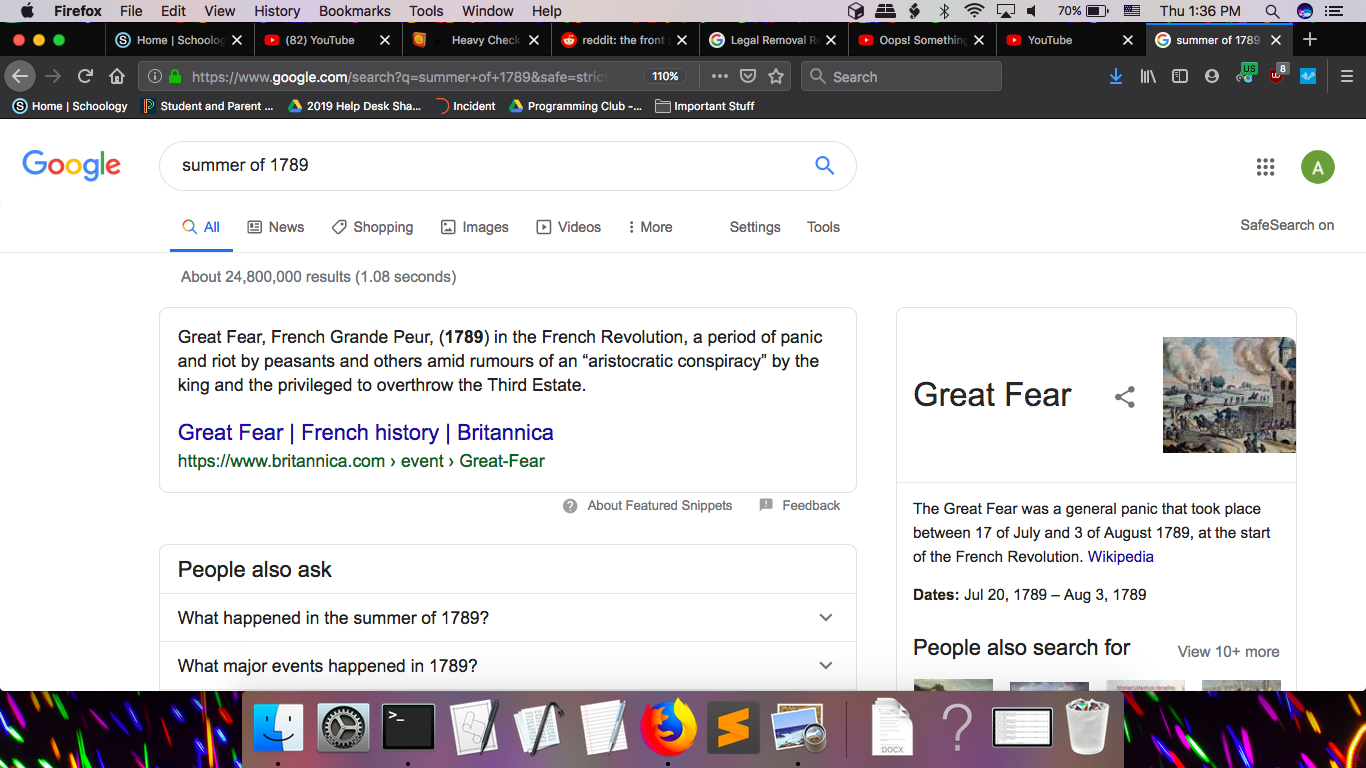 Firefox File Edit View History Bookmarks Tools Window Help 70% Thu 1:36 PM
Home | Schoolog (82) YouTube Heavy Check reddit: the front Legal Removal Re Oops! Something YouTube summer of 1789
https://www.google.com/search?q=summer+of+1789&safe=stric 110% Search US 8
Home | Schoology Student and Parent ... 2019 Help Desk Sha... Incident Programming Club -... Important Stuff
Google summer of 1789 A
All News Shopping Images Videos More Settings Tools SafeSearch on
About 24,800,000 results (1.08 seconds)
Great Fear, French Grande Peur, (1789) in the French Revolution, a period of panic
and riot by peasants and others amid rumours of an “aristocratic conspiracy” by the
king and the privileged to overthrow the Third Estate.
Great Fear | French history | Britannica
https://www.britannica.com › event › Great-Fear
About Featured Snippets Feedback
People also ask
What happened in the summer of 1789?
What major events happened in 1789?
Great Fear
The Great Fear was a general panic that took place
between 17 of July and 3 of August 1789, at the start
of the French Revolution. Wikipedia
Dates: Jul 20, 1789 – Aug 3, 1789
People also search for View 10+ more
>_
DOCX